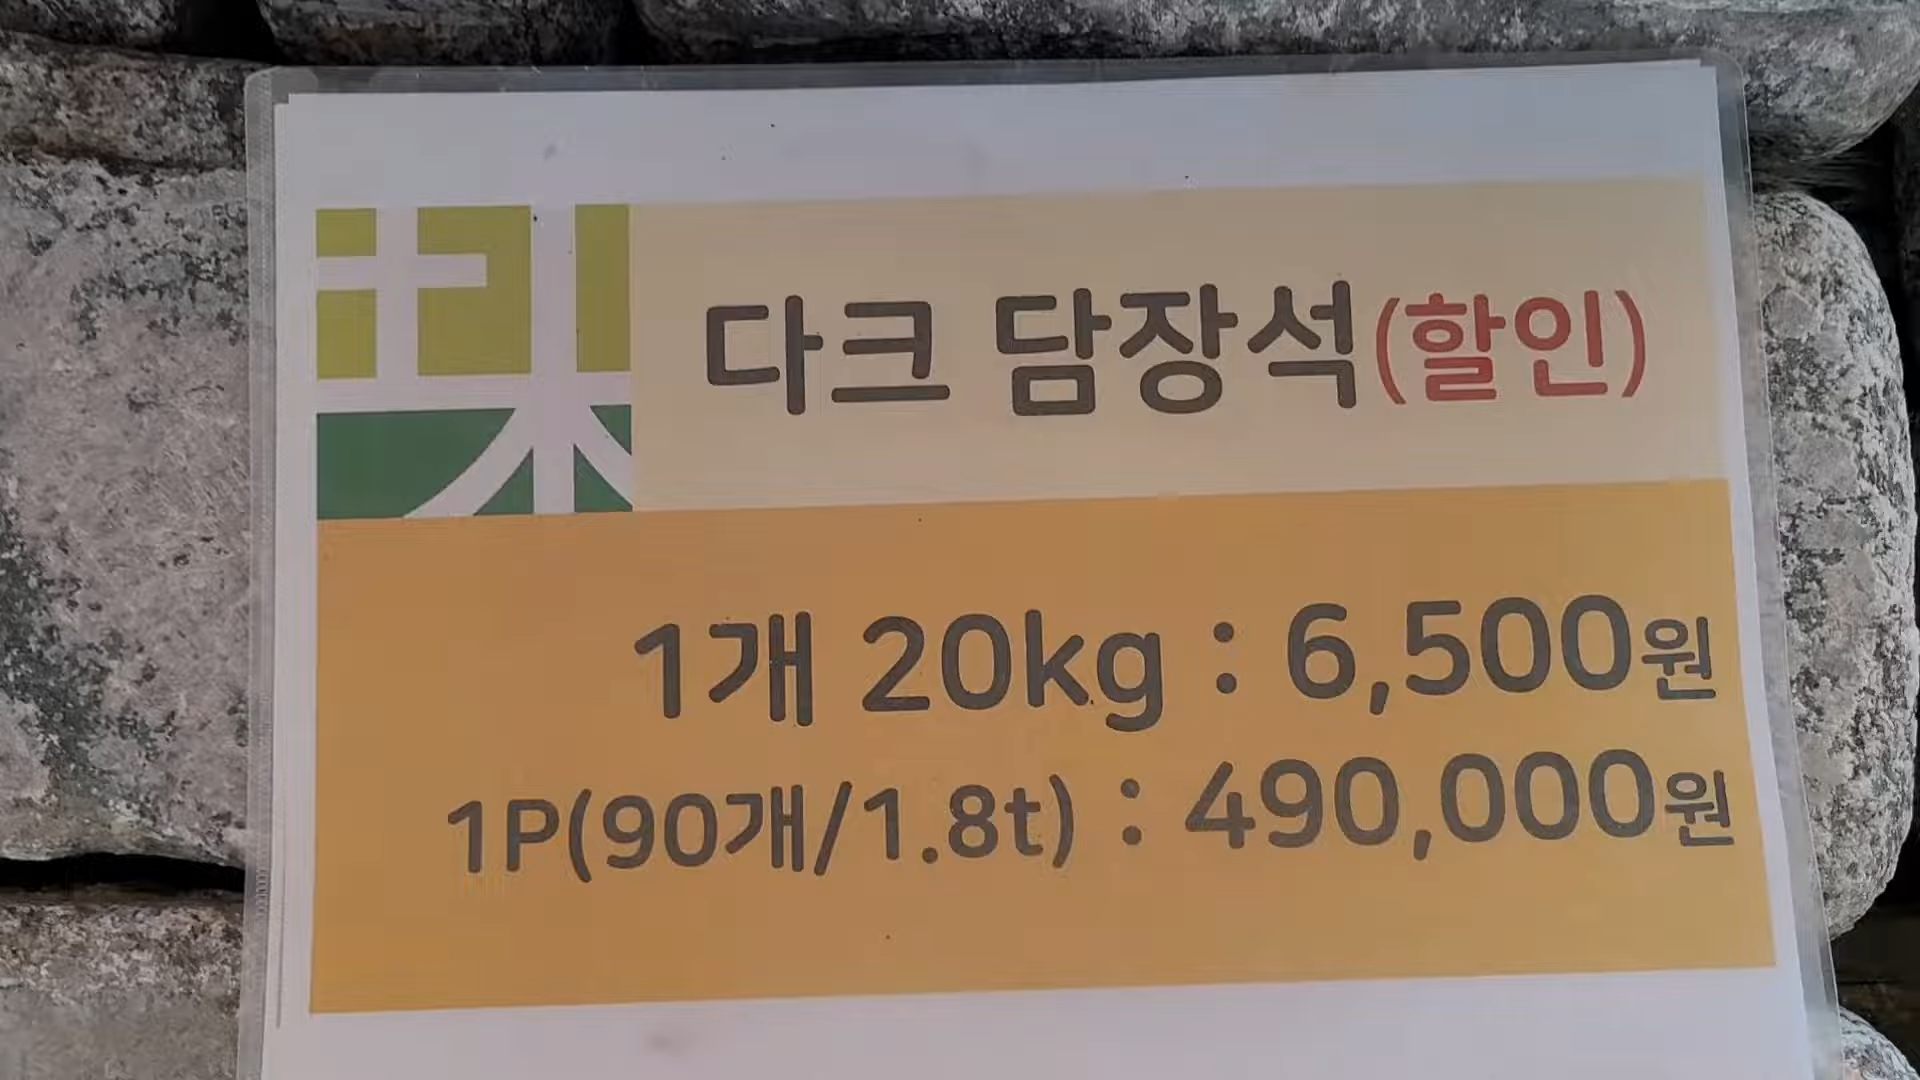 다크 담장석(할인)
1개 20kg : 6,500원
1P(90개/1.8t) : 490,000원